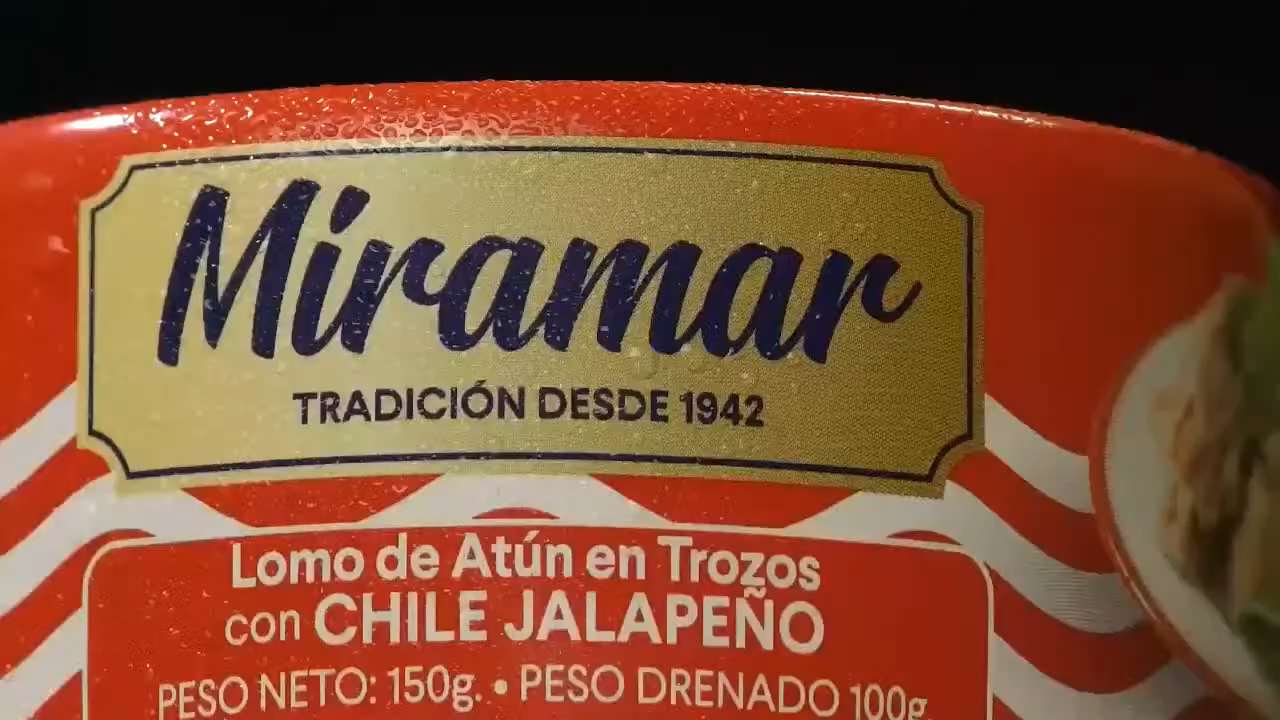 Miramar
TRADICIÓN DESDE 1942
Lomo de Atún en Trozos
con CHILE JALAPEÑO
PESO NETO: 150g. • PESO DRENADO 100g